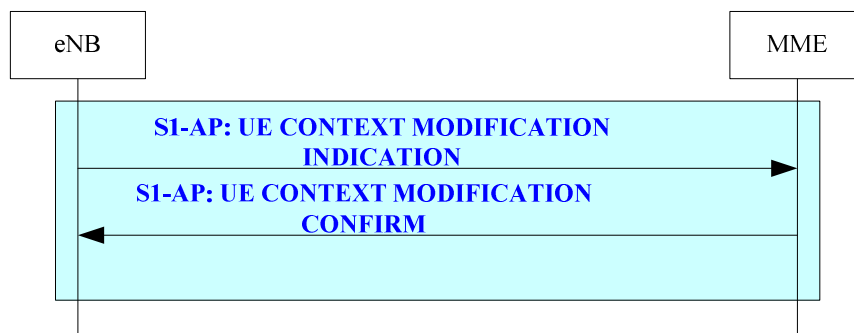 eNB
MME
S1-AP: UE CONTEXT MODIFICATION
INDICATION
S1-AP: UE CONTEXT MODIFICATION
CONFIRM